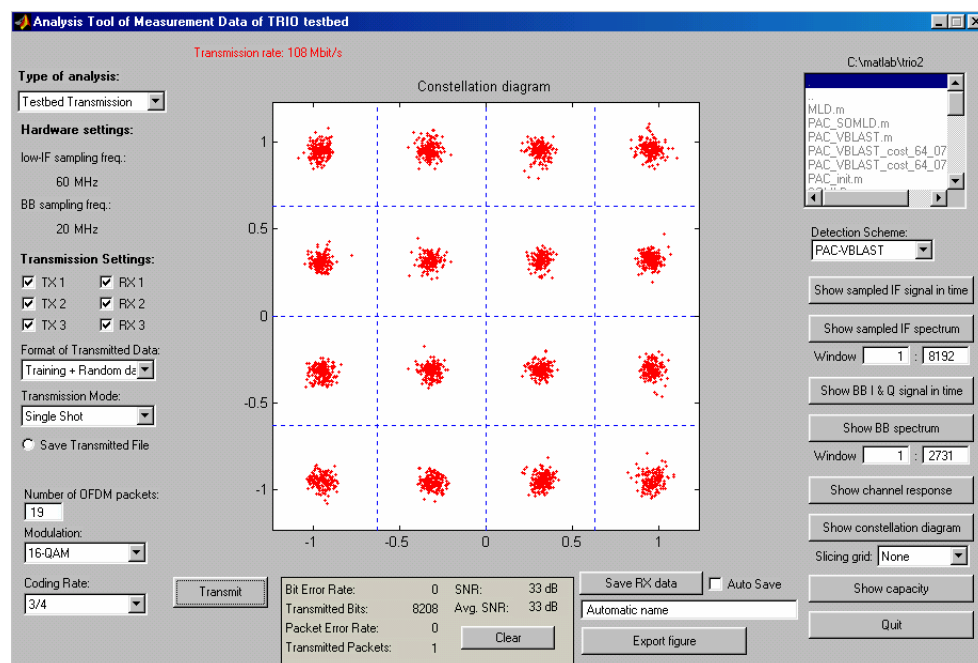 Analysis Tool of Measurement Data of TRIO testbed
Transmission rate: 108 Mbit/s
Type of analysis:
Testbed Transmission
Hardware settings:
low-IF sampling freq.:
60 MHz
BB sampling freq.:
20 MHz
Transmission Settings:
TX 1 RX 1
TX 2 RX 2
TX 3 RX 3
Format of Transmitted Data:
Training + Random da
Transmission Mode:
Single Shot
Save Transmitted File
Number of OFDM packets:
19
Modulation:
16-QAM
Coding Rate:
3/4
Transmit
Constellation diagram
1
0.5
0
-0.5
-1
-1 -0.5 0 0.5 1
Bit Error Rate: 0 SNR: 33 dB
Transmitted Bits: 8208 Avg. SNR: 33 dB
Packet Error Rate: 0
Transmitted Packets: 1
Clear
Save RX data
Auto Save
Automatic name
Export figure
C:\matlab\trio2
.
..
MLD.m
PAC_SOMLD.m
PAC_VBLAST.m
PAC_VBLAST_cost_64_07
PAC_VBLAST_cost_64_07
PAC_init.m
Detection Scheme:
PAC-VBLAST
Show sampled IF signal in time
Show sampled IF spectrum
Window 1 : 8192
Show BB I & Q signal in time
Show BB spectrum
Window 1 : 2731
Show channel response
Show constellation diagram
Slicing grid: None
Show capacity
Quit